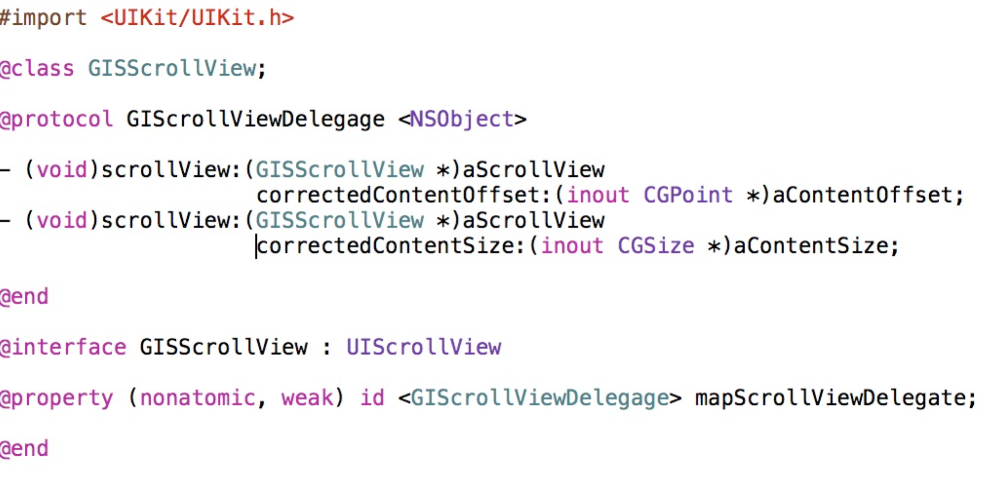 #import <UIKit/UIKit.h>
@class GISScrollView;
@protocol GIScrollViewDelegage <NSObject>
- (void)scrollView:(GISScrollView *)aScrollView
correctedContentOffset:(inout CGPoint *)aContentOffset;
- (void)scrollView:(GISScrollView *)aScrollView
correctedContentSize:(inout CGSize *)aContentSize;
@end
@interface GISScrollView : UIScrollView
@property (nonatomic, weak) id <GIScrollViewDelegage> mapScrollViewDelegate;
@end